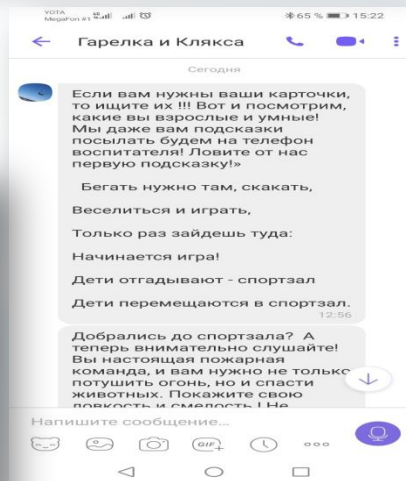 YOTA
MegaFon #1
65 % 15:22
Гарелка и Клякса
Сегодня
Если вам нужны ваши карточки,
то ищите их !!! Вот и посмотрим,
какие вы взрослые и умные!
Мы даже вам подсказки
посылать будем на телефон
воспитателя! Ловите от нас
первую подсказку!»
Бегать нужно там, скакать,
Веселиться и играть,
Только раз зайдешь туда:
Начинается игра!
Дети отгадывают - спортзал
Дети перемещаются в спортзал.
12:56
Добрались до спортзала? А
теперь внимательно слушайте!
Вы настоящая пожарная
команда, и вам нужно не только
потушить огонь, но и спасти
животных. Покажите свою
ловкость и смелость ! Не
Напишите сообщение...
GIF